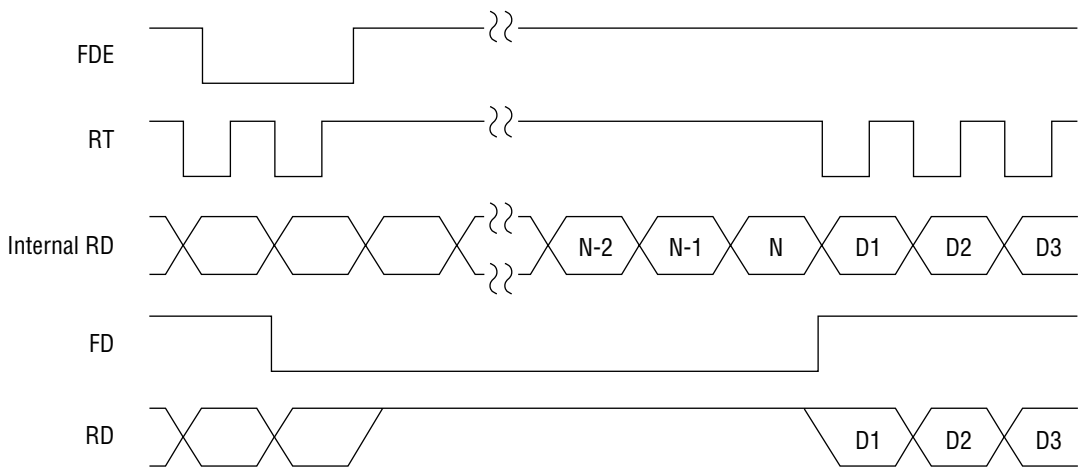 FDE
RT
Internal RD N-2 N-1 N D1 D2 D3
FD
RD D1 D2 D3